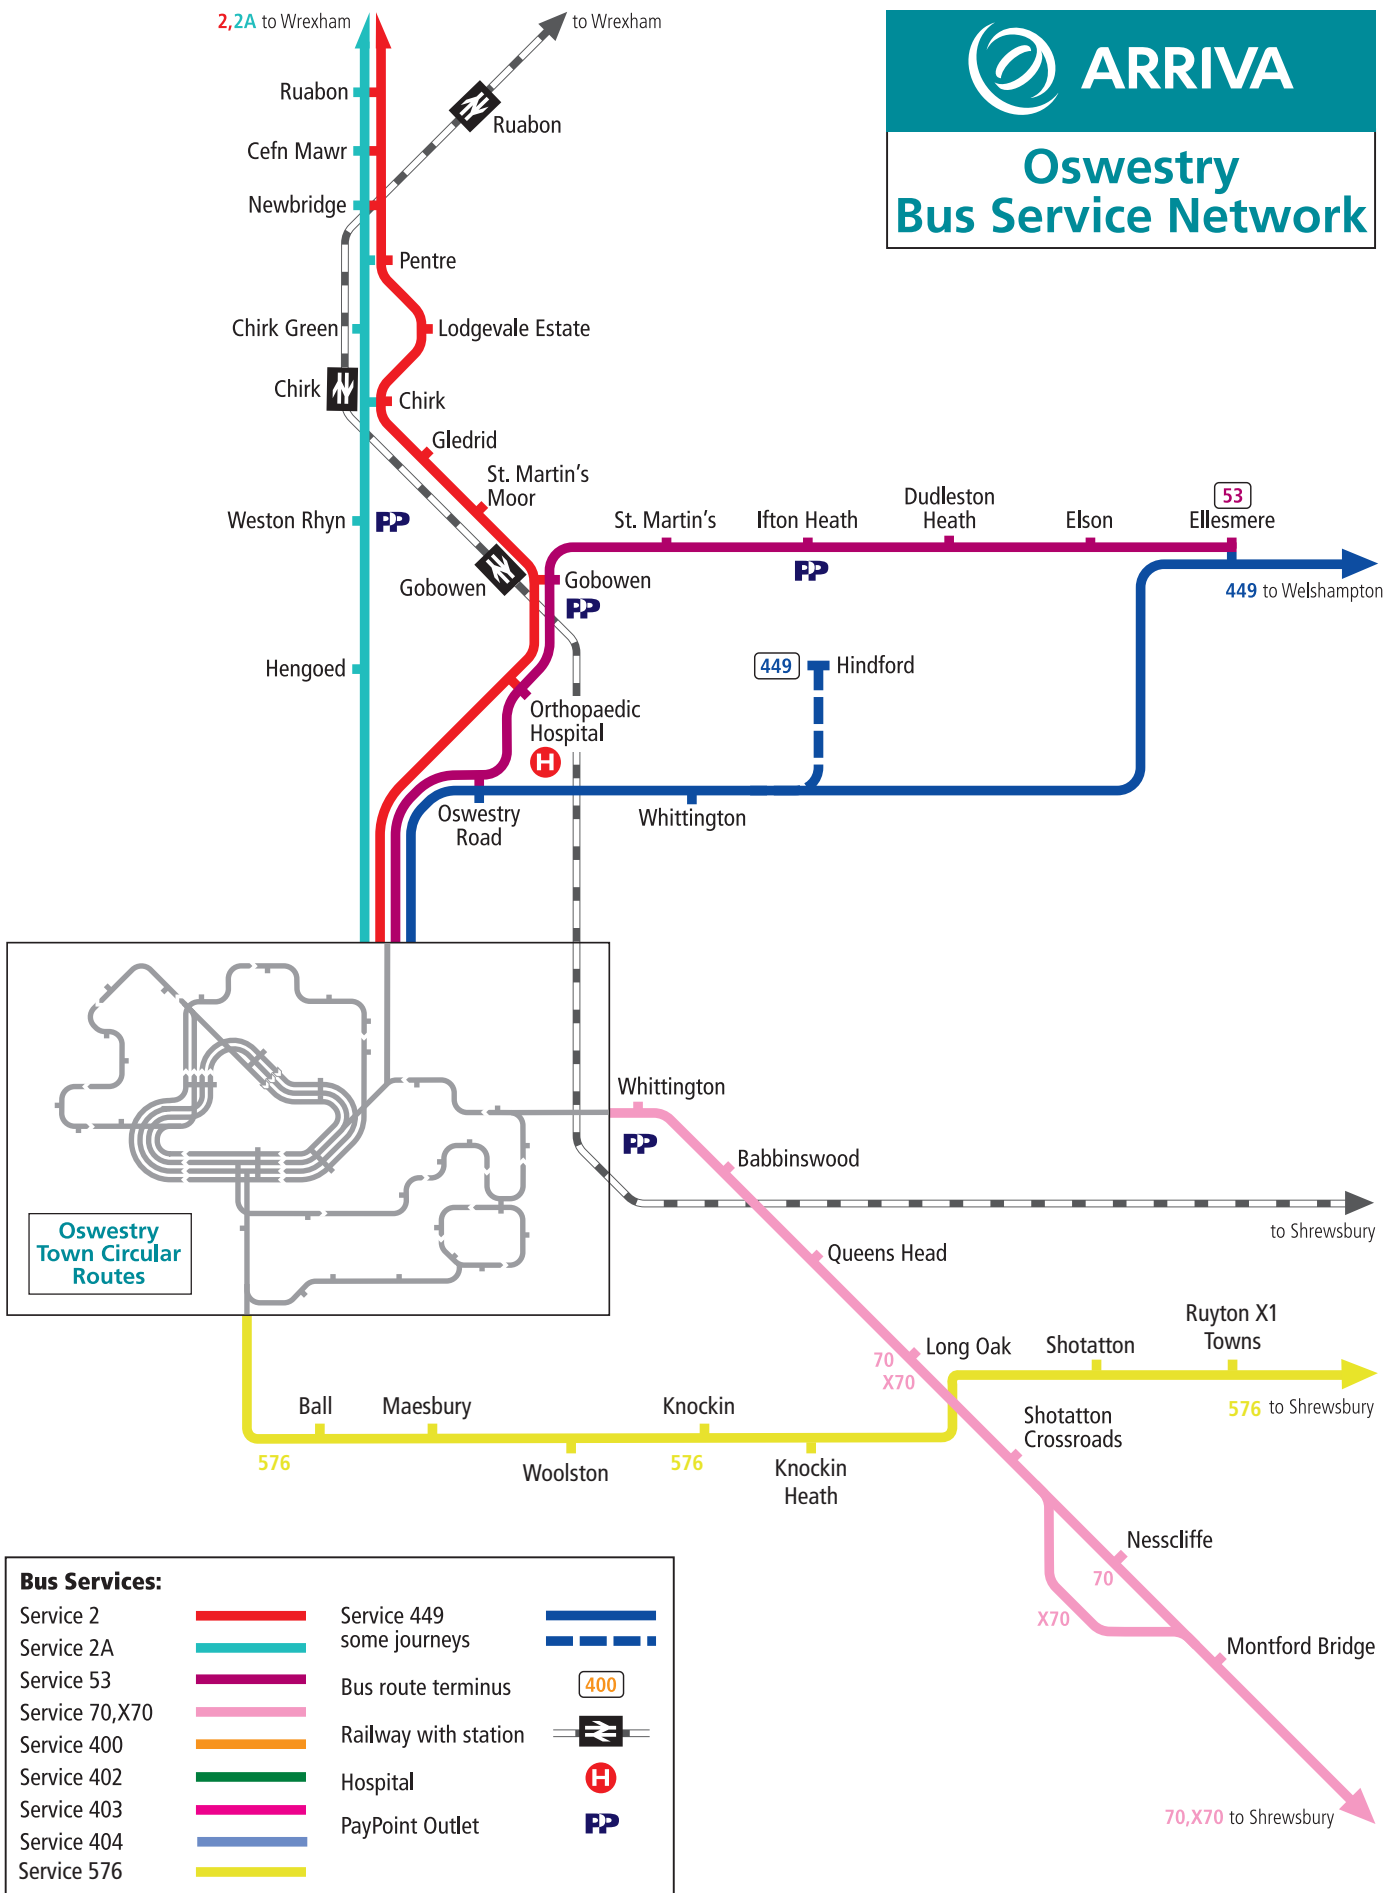 2,2A to Wrexham
to Wrexham
ARRIVA
Oswestry
Bus Service Network
Ruabon
Ruabon
Cefn Mawr
Newbridge
Pentre
Chirk Green
Lodgevale Estate
Chirk
Chirk
Gledrid
St. Martin's
Moor
Weston Rhyn
PP
Gobowen
Gobowen
PP
St. Martin's
Ifton Heath
PP
Dudleston
Heath
Elson
53
Ellesmere
449 to Welshampton
449
Hindford
Hengoed
Orthopaedic
Hospital
H
Oswestry
Road
Whittington
Whittington
PP
Babbinswood
to Shrewsbury
Oswestry
Town Circular
Routes
Queens Head
70
X70
Long Oak
Shotatton
Ruyton X1
Towns
576 to Shrewsbury
Ball
Maesbury
Knockin
576
Woolston
576
Knockin
Heath
Shotatton
Crossroads
Nesscliffe
70
X70
Montford Bridge
70,X70 to Shrewsbury
Bus Services:
Service 2
Service 2A
Service 53
Service 70,X70
Service 400
Service 402
Service 403
Service 404
Service 576
Service 449
some journeys
Bus route terminus
400
Railway with station
Hospital
H
PayPoint Outlet
PP